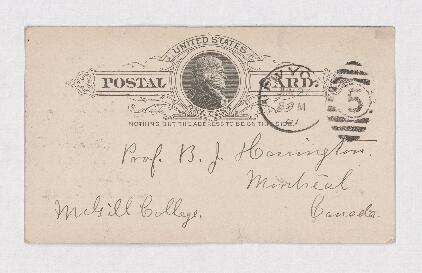 UNITED STATES
POSTAL CARD.
NOTHING BUT THE ADDRESS TO BE ON THIS SIDE.
5
Prof. B. J. Harrington.
Montreal
McGill College.
Canada.